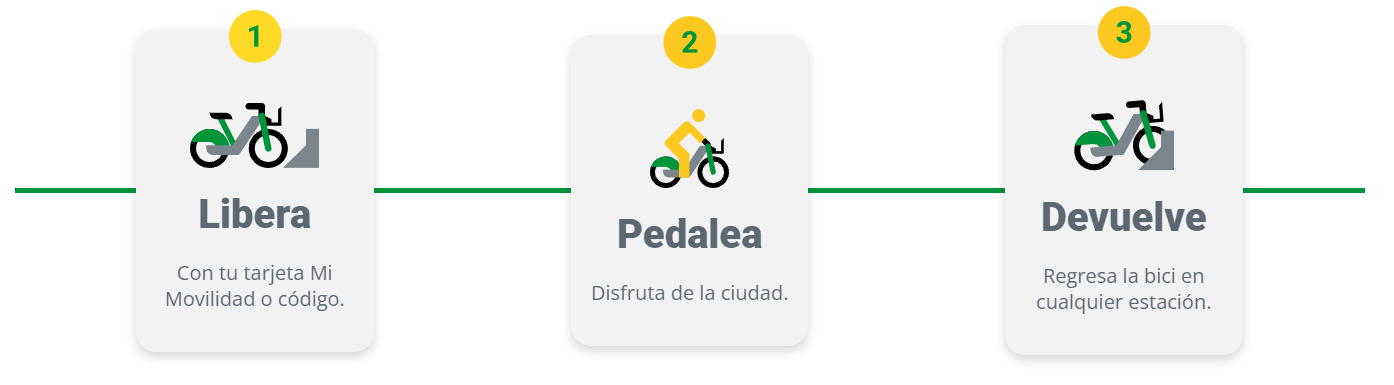 1
Libera
Con tu tarjeta Mi
Movilidad o código.
2
Pedalea
Disfruta de la ciudad.
3
Devuelve
Regresa la bici en
cualquier estación.